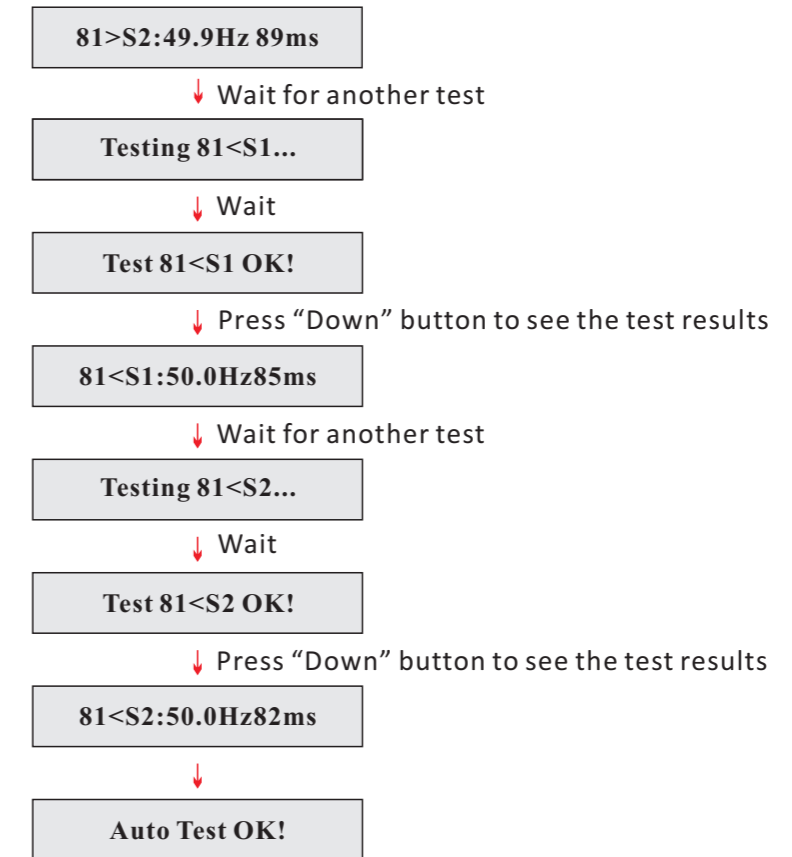 81>S2:49.9Hz 89ms
Wait for another test
Testing 81<S1...
Wait
Test 81<S1 OK!
Press “Down” button to see the test results
81<S1:50.0Hz85ms
Wait for another test
Testing 81<S2...
Wait
Test 81<S2 OK!
Press “Down” button to see the test results
81<S2:50.0Hz82ms
Auto Test OK!